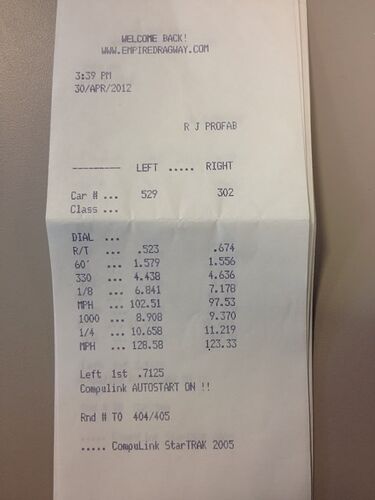 WELCOME BACK!
WWW.EMPIREDRAGWAY.COM
3:39 PM
30/APR/2012
R J PROFAB
--------- LEFT ..... RIGHT
Car # ... 529 302
Class ...
DIAL ...
R/T ... .523 .674
60' ... 1.579 1.556
330 ... 4.438 4.636
1/8 ... 6.841 7.178
MPH ... 102.51 97.53
1000 ... 8.908 9.370
1/4 ... 10.658 11.219
MPH ... 128.58 123.33
Left 1st .7125
Compulink AUTOSTART ON !!
Rnd # TO 404/405
..... CompuLink StarTRAK 2005